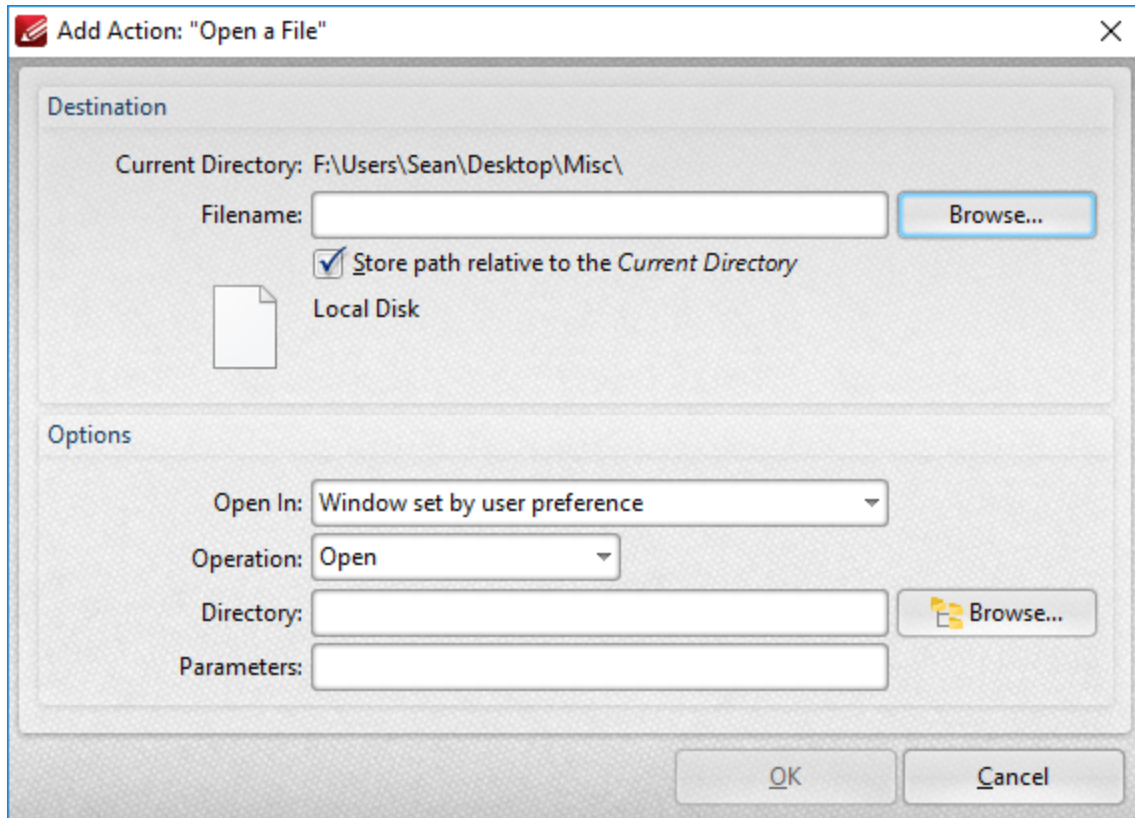 Add Action: "Open a File"
Destination
Current Directory: F:\Users\Sean\Desktop\Misc\
Filename: Browse...
Store path relative to the Current Directory
Local Disk
Options
Open In: Window set by user preference
Operation: Open
Directory: Browse...
Parameters:
OK Cancel